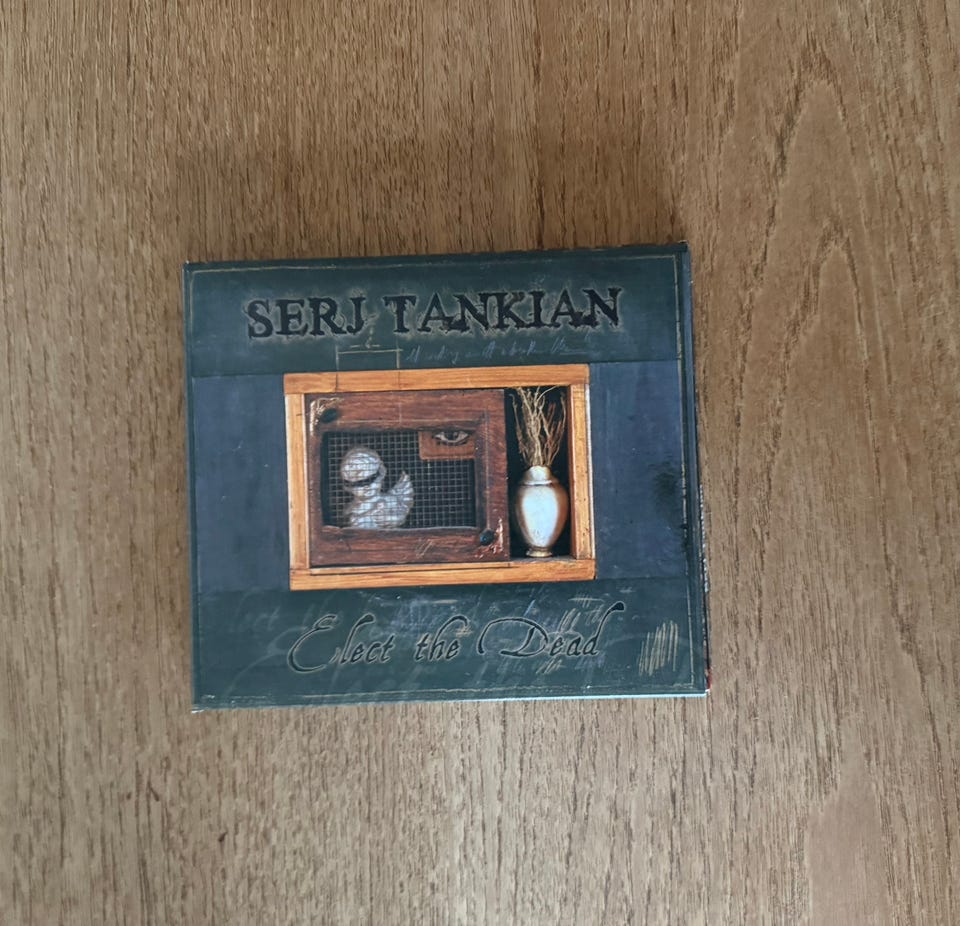 SERJ TANKIAN
Elect the Dead